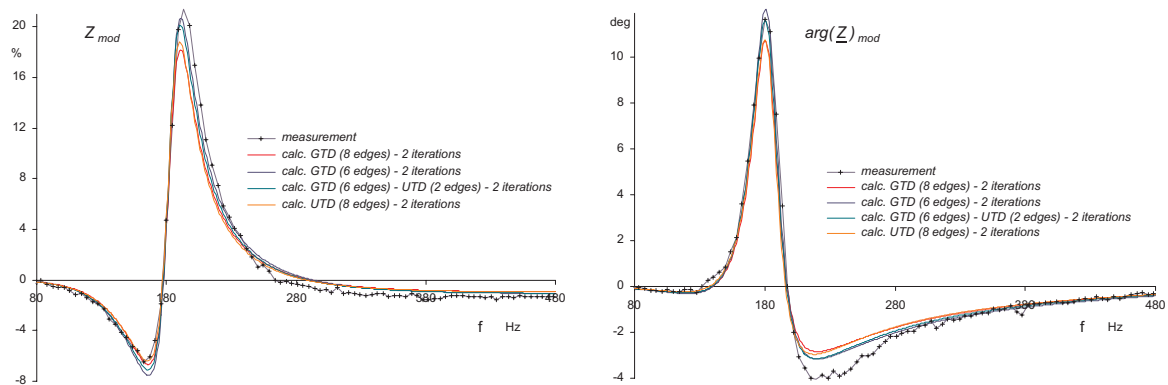 20
%
16
12
8
4
0
-4
-8
80
180
280
380
480
f Hz
Z mod
measurement
calc. GTD (8 edges) - 2 iterations
calc. GTD (6 edges) - 2 iterations
calc. GTD (6 edges) - UTD (2 edges) - 2 iterations
calc. UTD (8 edges) - 2 iterations
deg
10
8
6
4
2
0
-2
-4
80
180
280
380
480
f Hz
arg(Z) mod
measurement
calc. GTD (8 edges) - 2 iterations
calc. GTD (6 edges) - 2 iterations
calc. GTD (6 edges) - UTD (2 edges) - 2 iterations
calc. UTD (8 edges) - 2 iterations